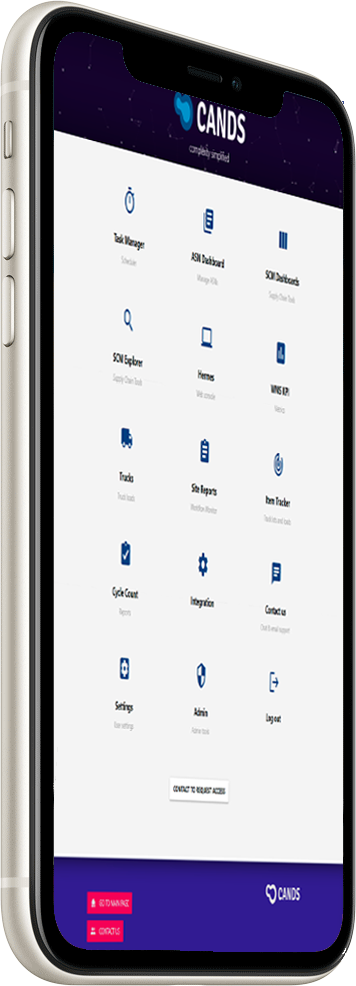 CANDS
complexity simplified
Task Manager
Scheduler
ASN Dashboard
Manage ASNs
SCM Dashboards
Supply Chain Tools
SCM Explorer
Supply Chain Tools
Hermes
Web console
WMS KPI
Metrics
Trucks
Truck loads
Site Reports
Workflow Monitor
Item Tracker
Track lots and loads
Cycle Count
Reports
Integration
Contact us
Chat & email support
Settings
User settings
Admin
Admin tools
Log out
CONTACT TO REQUEST ACCESS
CANDS
GO TO MAIN PAGE
CONTACT US